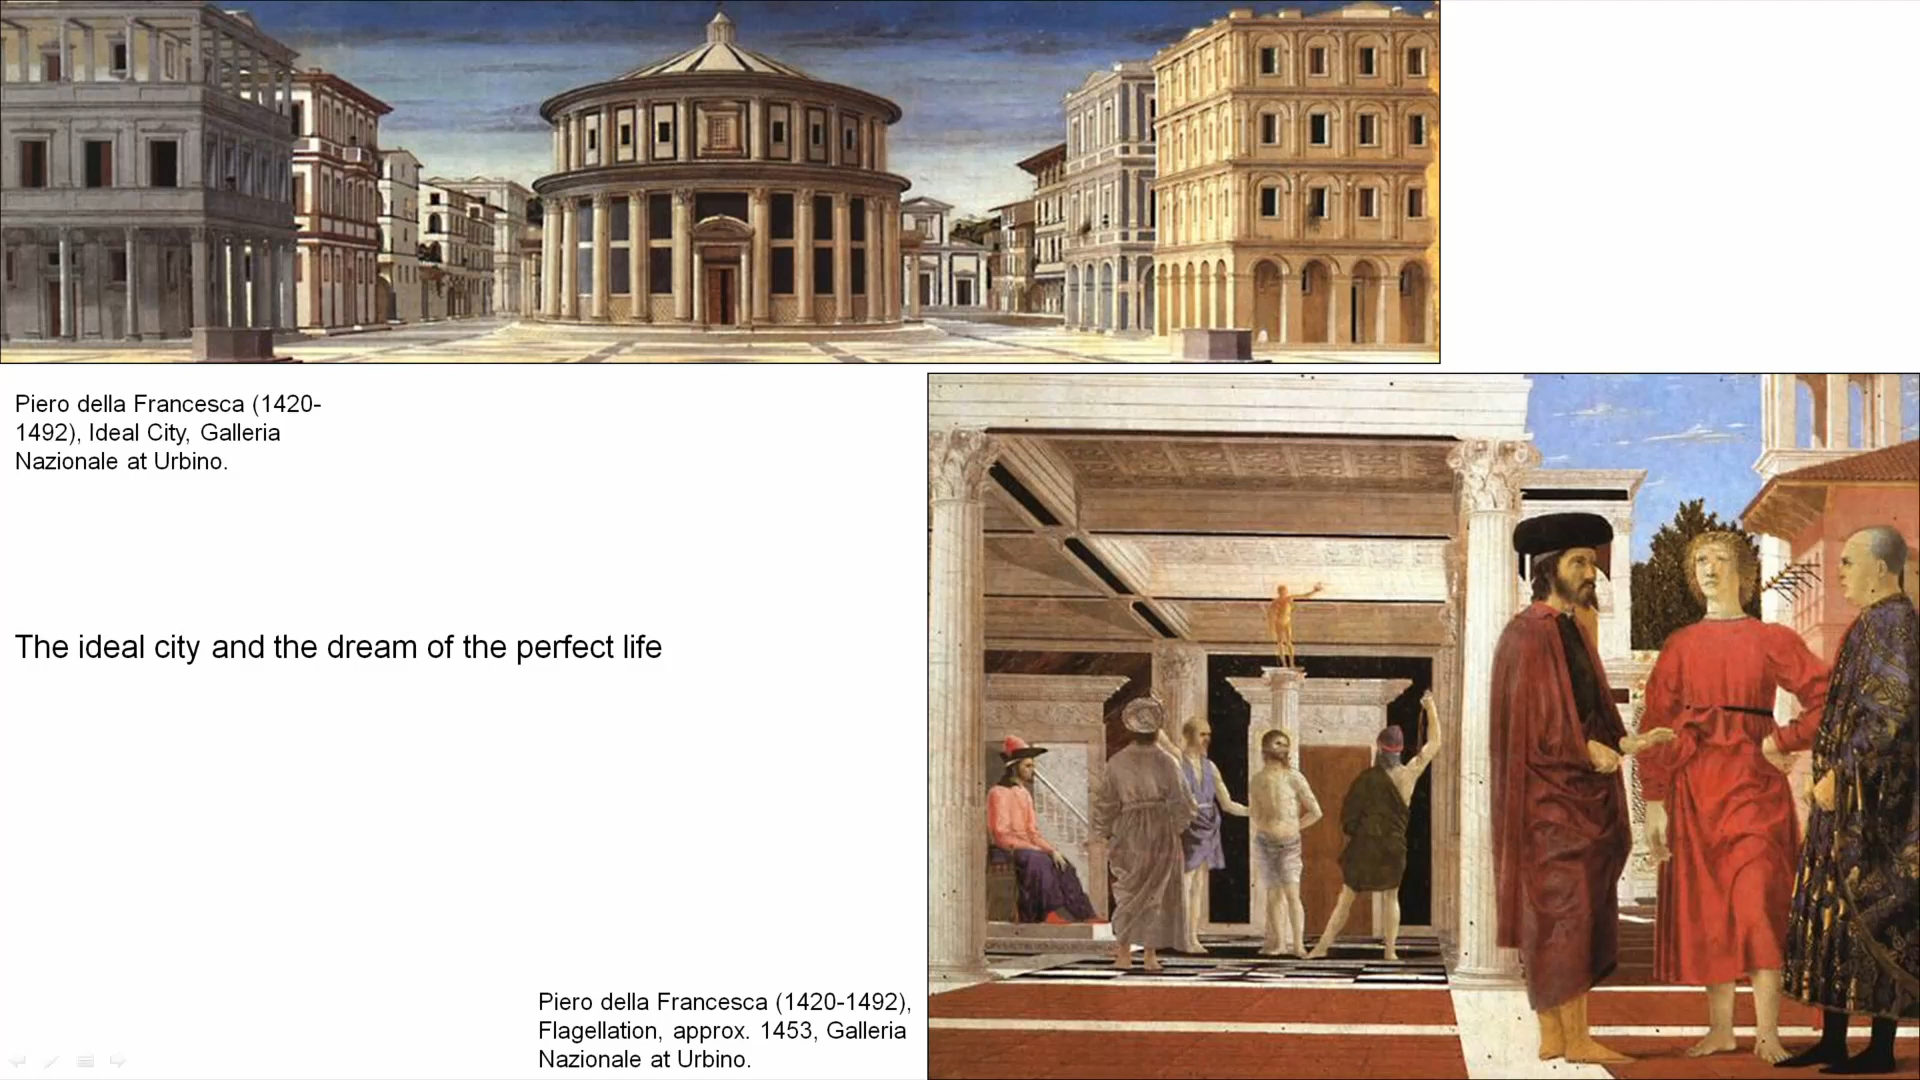 Piero della Francesca (1420-
1492), Ideal City, Galleria
Nazionale at Urbino.
The ideal city and the dream of the perfect life
Piero della Francesca (1420-1492),
Flagellation, approx. 1453, Galleria
Nazionale at Urbino.